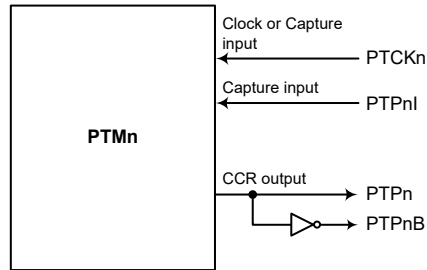 Clock or Capture
input
PTCKn
Capture input
PTPnI
PTMn
CCR output
PTPn
PTPnB